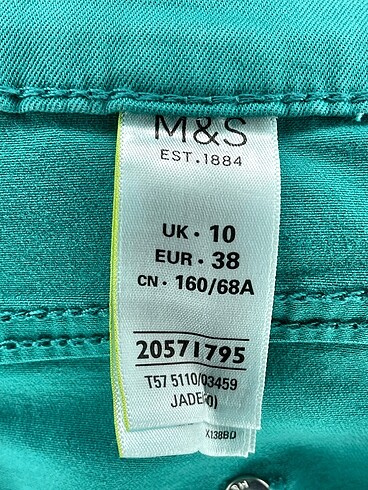 M&S
EST.1884
UK · 10
EUR · 38
CN · 160/68A
20571795
T57 5110/03459
X138BD